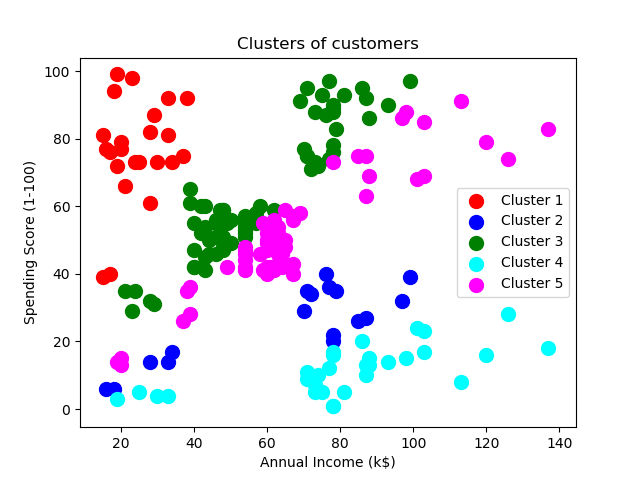 Clusters of customers
100
80
60
40
20
0
Spending Score (1-100)
Cluster 1
Cluster 2
Cluster 3
Cluster 4
Cluster 5
20 40 60 80 100 120 140
Annual Income (k$)